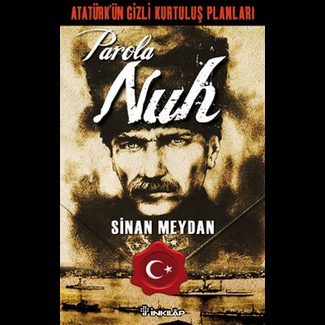 ATATÜRK'ÜN GİZLİ KURTULUŞ PLANLARI
Parola
Nuh
SİNAN MEYDAN
İNKILÂP